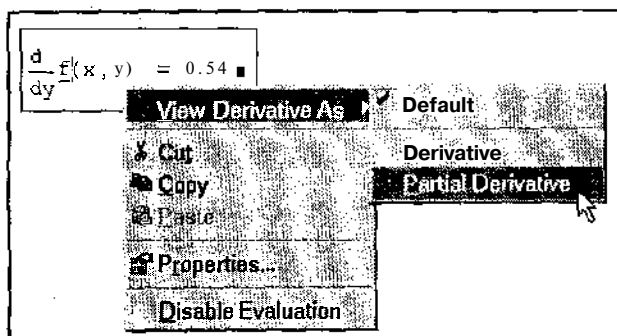 d
dy f(x, y) = 0.54
View Derivative As
Default
Derivative
Partial Derivative
Cut
Copy
Paste
Properties...
Disable Evaluation